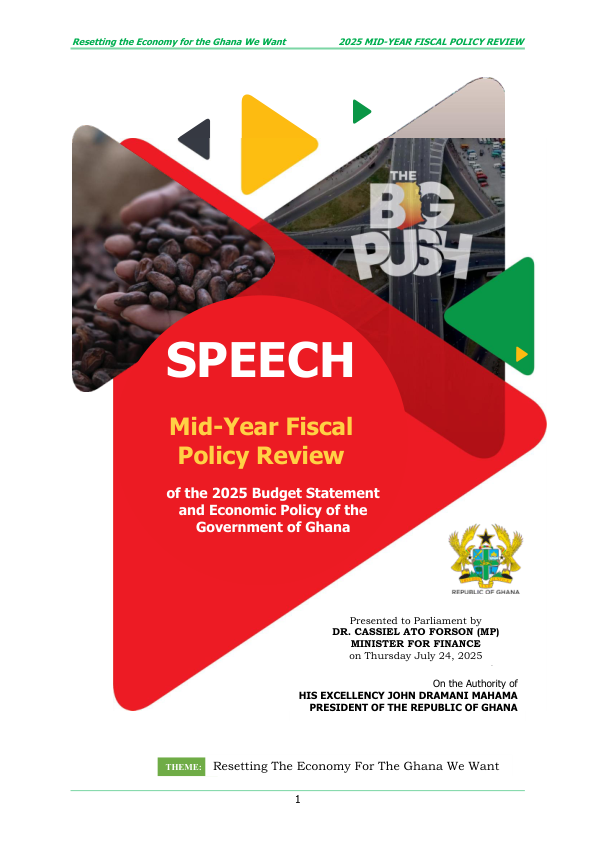 Resetting the Economy for the Ghana We Want 2025 MID-YEAR FISCAL POLICY REVIEW
THE
BIG
PUSH
SPEECH
Mid-Year Fiscal
Policy Review
of the 2025 Budget Statement
and Economic Policy of the
Government of Ghana
REPUBLIC OF GHANA
Presented to Parliament by
DR. CASSIEL ATO FORSON (MP)
MINISTER FOR FINANCE
on Thursday July 24, 2025
On the Authority of
HIS EXCELLENCY JOHN DRAMANI MAHAMA
PRESIDENT OF THE REPUBLIC OF GHANA
THEME: Resetting The Economy For The Ghana We Want
1